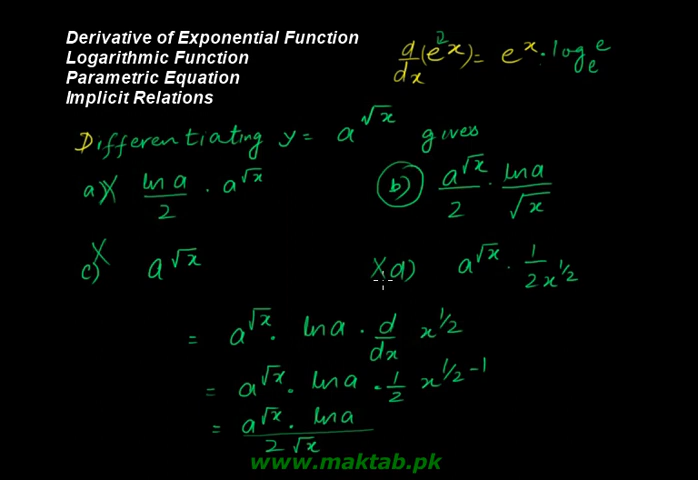 Derivative of Exponential Function
Logarithmic Function
Parametric Equation
Implicit Relations
d/dx (e^x) = e^x · log_e e
Differentiating y = a^√x gives
a) X ln a / 2 · a^√x
b) a^√x / 2 · ln a / √x
c) X a^√x
X d) a^√x · 1 / 2x^1/2
= a^√x · ln a · d/dx x^1/2
= a^√x · ln a · 1/2 x^1/2 -1
= a^√x · ln a / 2√x
www.maktab.pk